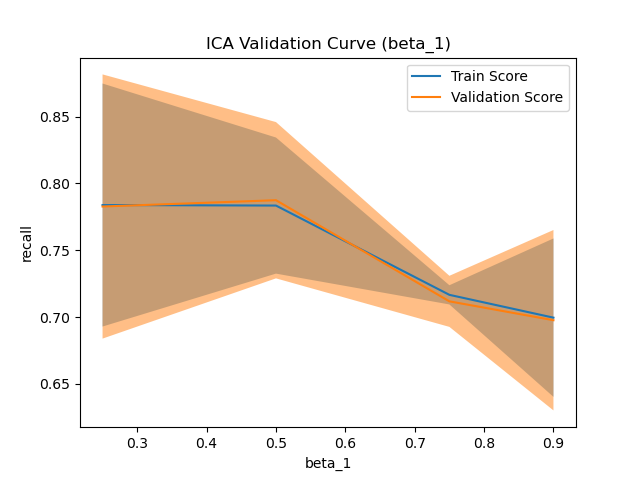 ICA Validation Curve (beta_1)
Train Score
Validation Score
recall
0.85
0.80
0.75
0.70
0.65
0.3 0.4 0.5 0.6 0.7 0.8 0.9
beta_1